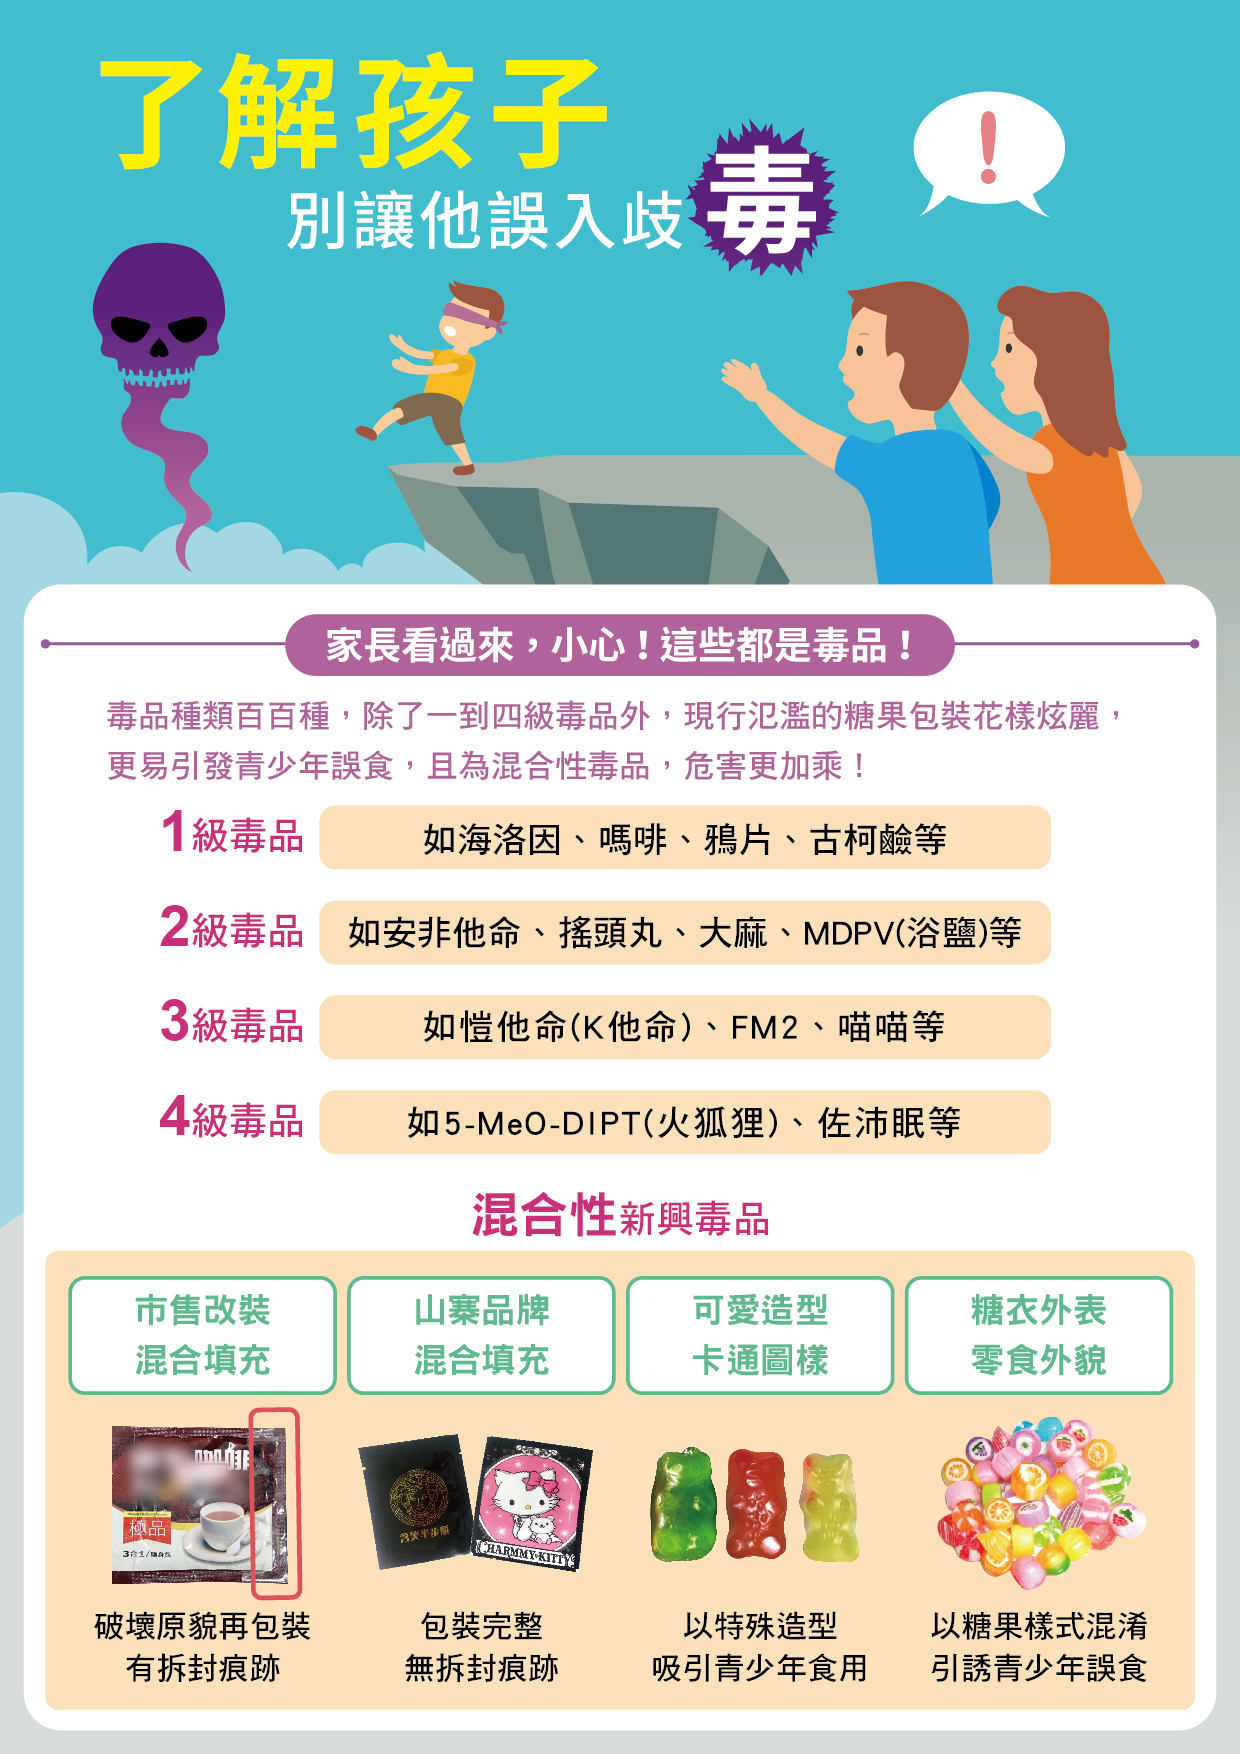 了解孩子
別讓他誤入歧毒
!
家長看過來，小心！這些都是毒品！
毒品種類百百種，除了一到四級毒品外，現行氾濫的糖果包裝花樣炫麗，
更易引發青少年誤食，且為混合性毒品，危害更加乘！
1級毒品 如海洛因、嗎啡、鴉片、古柯鹼等
2級毒品 如安非他命、搖頭丸、大麻、MDPV(浴鹽)等
3級毒品 如愷他命(K他命)、FM2、喵喵等
4級毒品 如5-MeO-DIPT(火狐狸)、佐沛眠等
混合性新興毒品
市售改裝
混合填充
山寨品牌
混合填充
可愛造型
卡通圖樣
糖衣外表
零食外貌
咖啡
極品
3合1/隨身包
含笑半步癲
CHARMMY KITTY
破壞原貌再包裝
有拆封痕跡
包裝完整
無拆封痕跡
以特殊造型
吸引青少年食用
以糖果樣式混淆
引誘青少年誤食